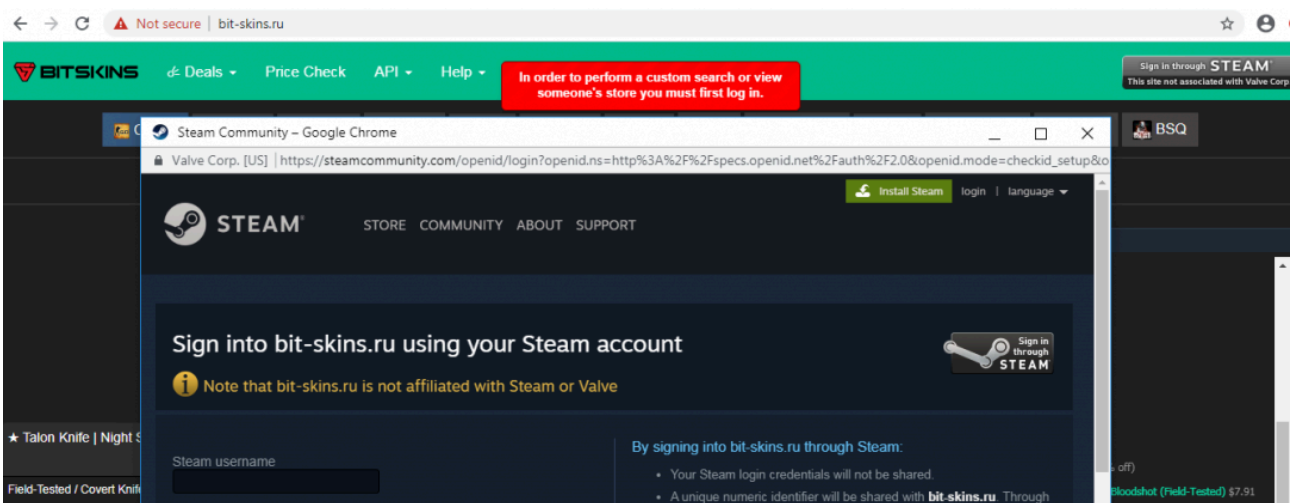 Not secure | bit-skins.ru
BITSKINS Deals Price Check API Help
In order to perform a custom search or view
someone's store you must first log in.
Sign in through STEAM
This site not associated with Valve Corp
BSQ
Steam Community – Google Chrome
Valve Corp. [US] | https://steamcommunity.com/openid/login?openid.ns=http%3A%2F%2Fspecs.openid.net%2Fauth%2F2.0&openid.mode=checkid_setup&o
Install Steam login | language
STEAM® STORE COMMUNITY ABOUT SUPPORT
Sign into bit-skins.ru using your Steam account
Sign in
through
STEAM
Note that bit-skins.ru is not affiliated with Steam or Valve
★ Talon Knife | Night
Steam username
By signing into bit-skins.ru through Steam:
• Your Steam login credentials will not be shared.
• A unique numeric identifier will be shared with bit-skins.ru. Through
off)
Field-Tested / Covert Knif
Bloodshot (Field-Tested) $7.91